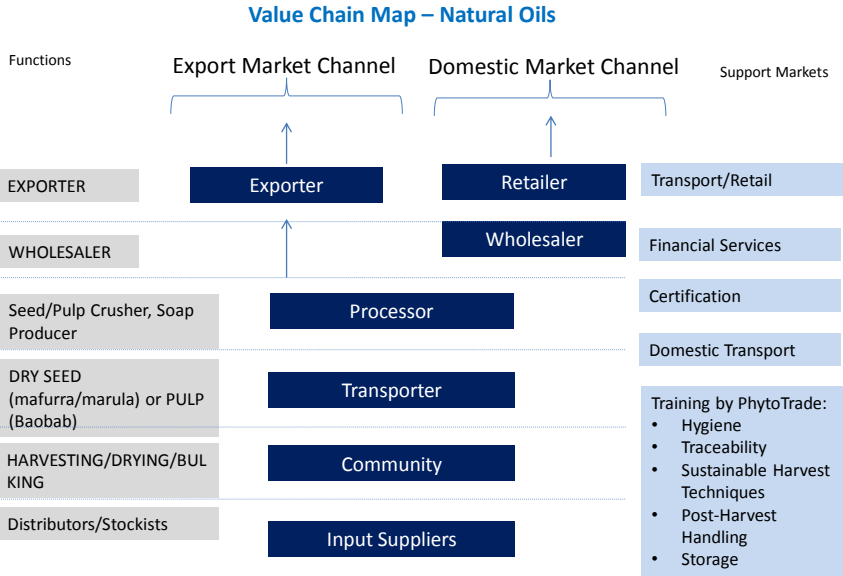 Value Chain Map – Natural Oils
Functions
Export Market Channel
Domestic Market Channel
Support Markets
EXPORTER
Exporter
Retailer
Transport/Retail
WHOLESALER
Wholesaler
Financial Services
Seed/Pulp Crusher, Soap
Producer
Processor
Certification
DRY SEED
(mafurra/marula) or PULP
(Baobab)
Transporter
Domestic Transport
HARVESTING/DRYING/BUL
KING
Community
Distributors/Stockists
Input Suppliers
Training by PhytoTrade:
• Hygiene
• Traceability
• Sustainable Harvest
Techniques
• Post-Harvest
Handling
• Storage